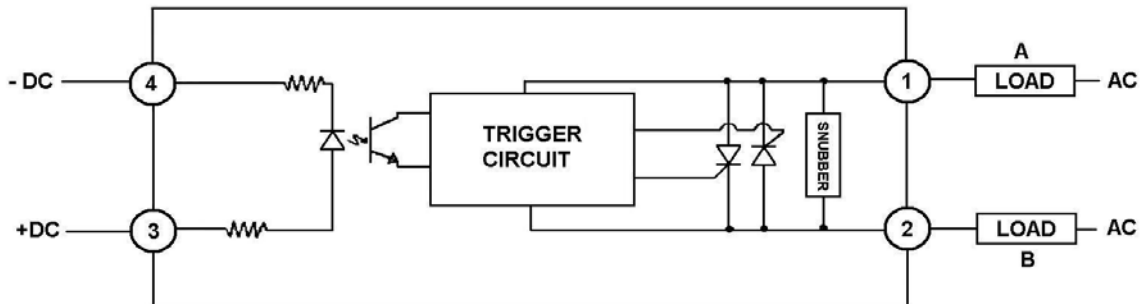 A
- DC
4
1
LOAD
AC
TRIGGER
CIRCUIT
SNUBBER
+DC
3
2
LOAD
AC
B